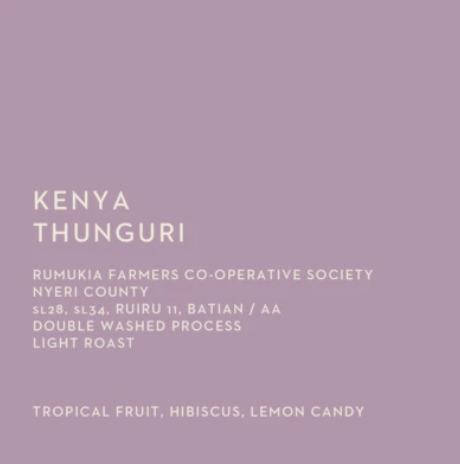 KENYA
THUNGURI
RUMUKIA FARMERS CO-OPERATIVE SOCIETY
NYERI COUNTY
SL28, SL34, RUIRU 11, BATIAN / AA
DOUBLE WASHED PROCESS
LIGHT ROAST
TROPICAL FRUIT, HIBISCUS, LEMON CANDY